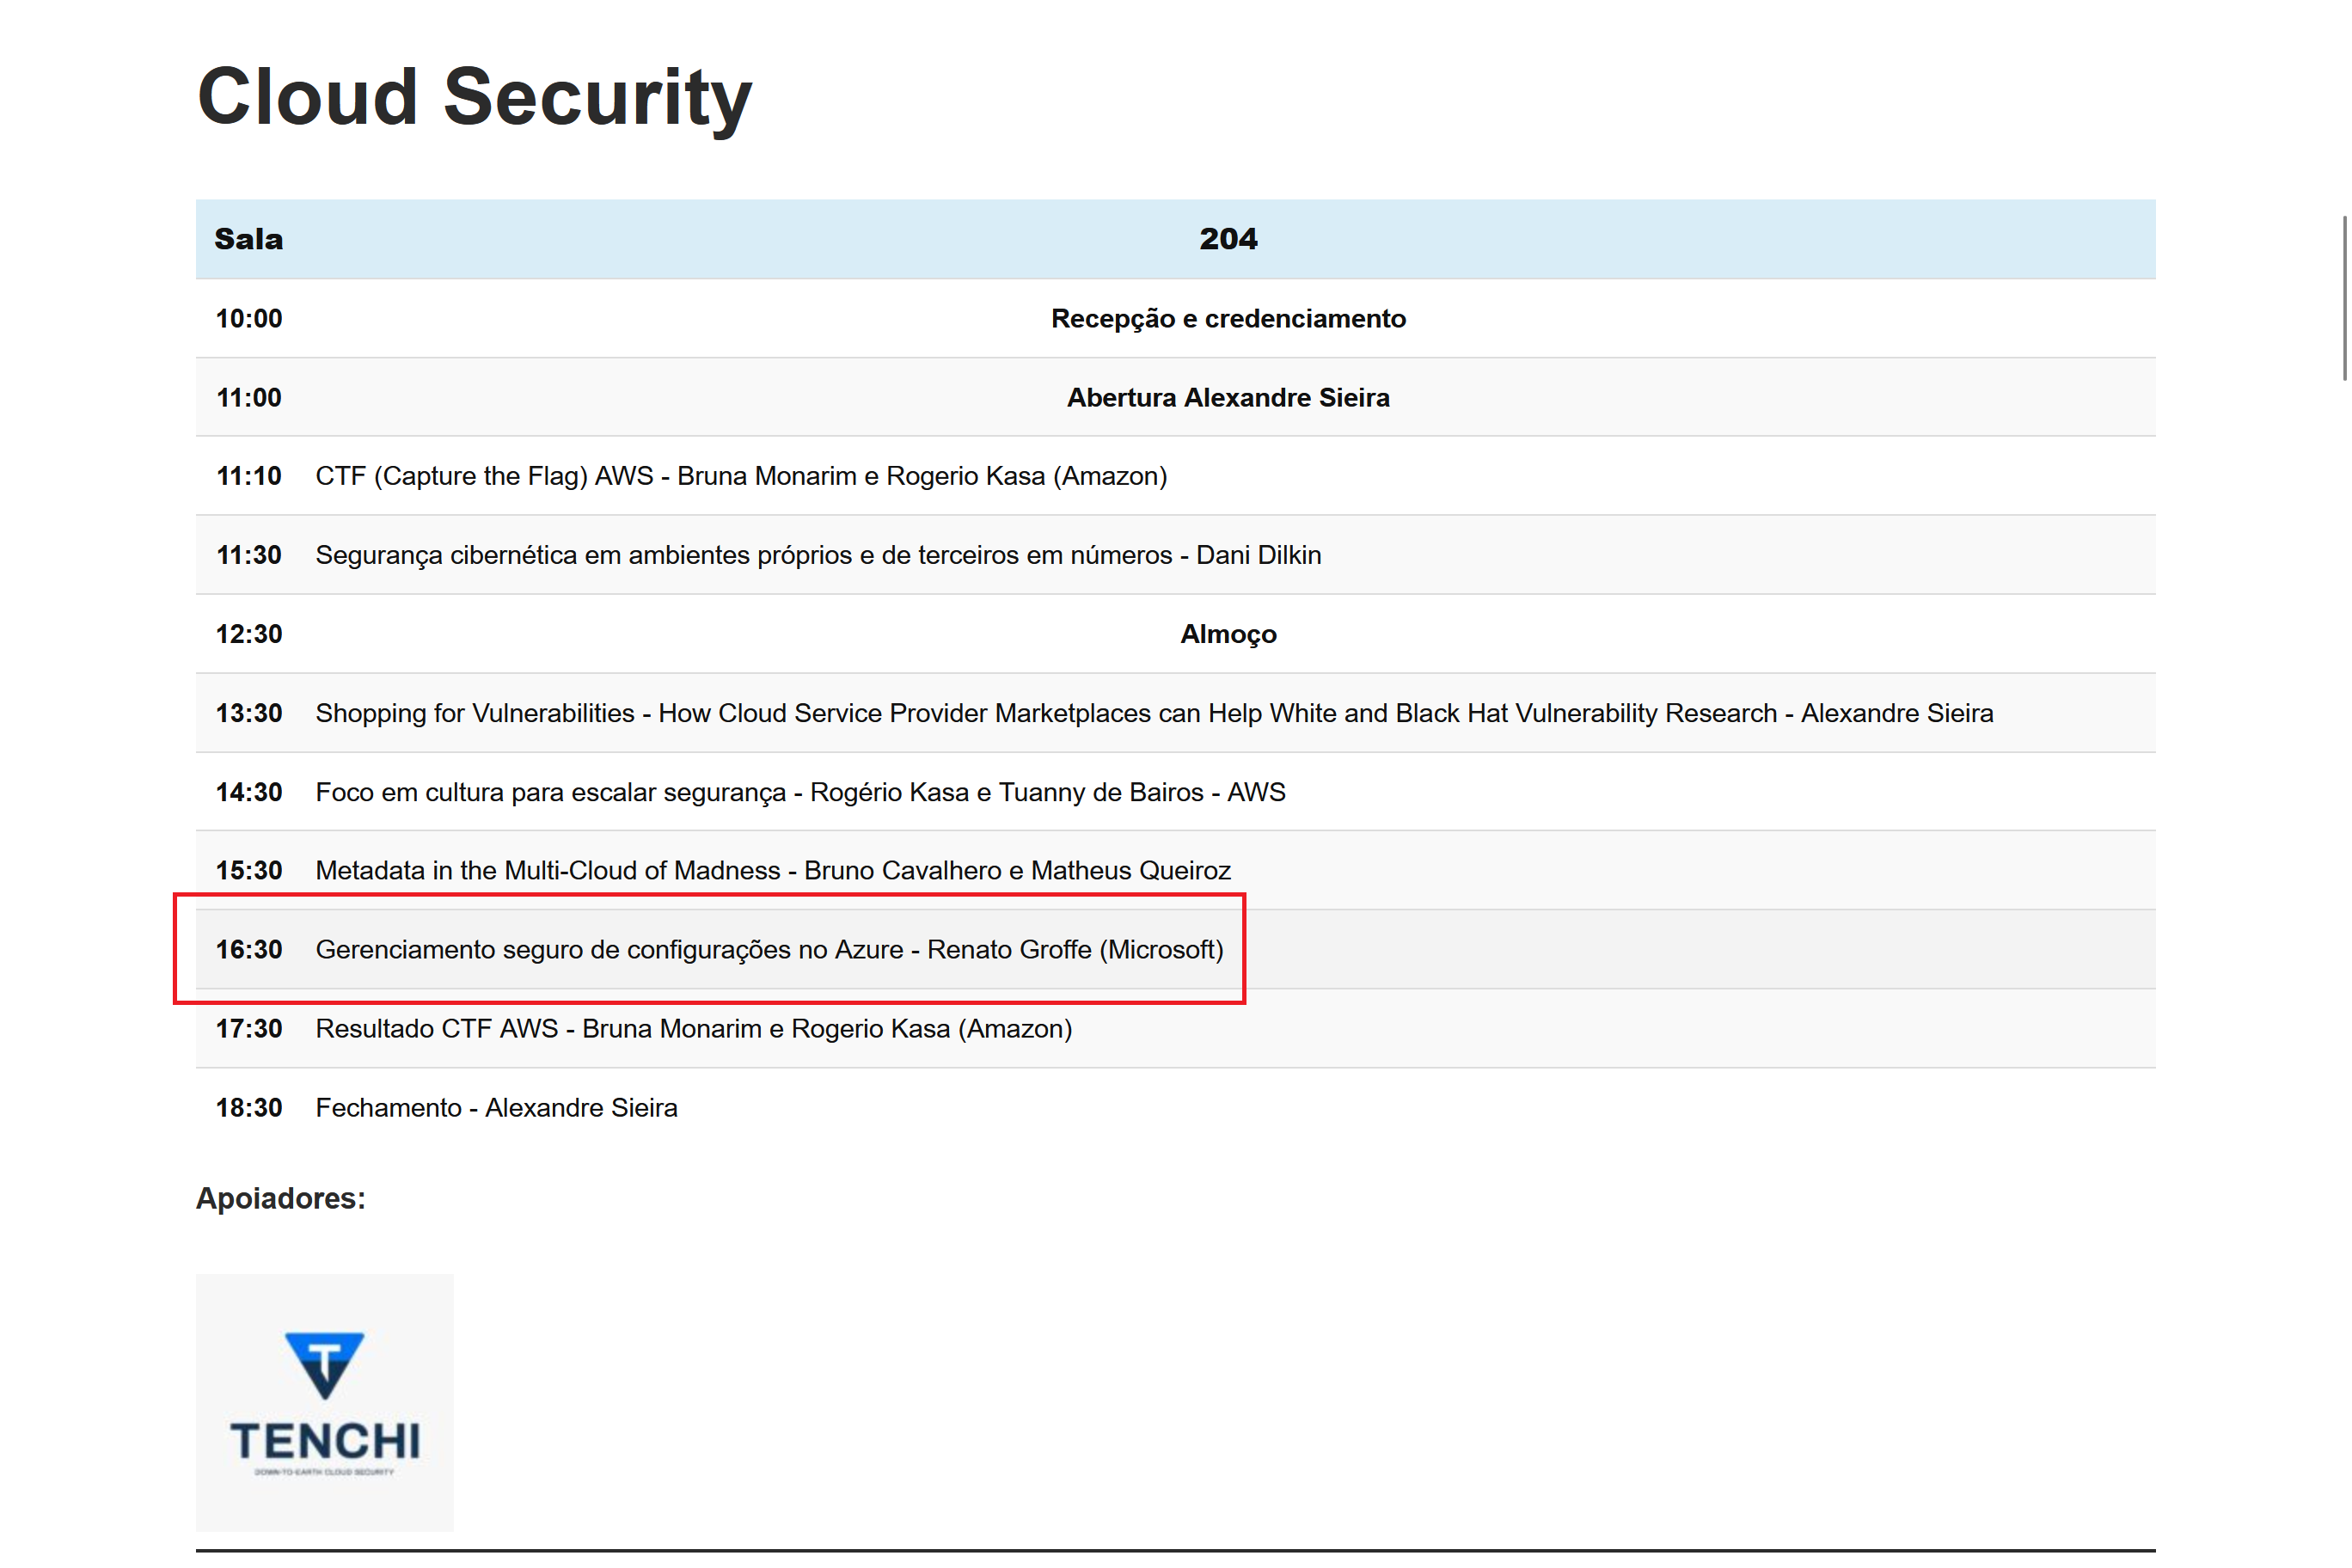 Cloud Security
Sala 204
10:00 Recepção e credenciamento
11:00 Abertura Alexandre Sieira
11:10 CTF (Capture the Flag) AWS - Bruna Monarim e Rogerio Kasa (Amazon)
11:30 Segurança cibernética em ambientes próprios e de terceiros em números - Dani Dilkin
12:30 Almoço
13:30 Shopping for Vulnerabilities - How Cloud Service Provider Marketplaces can Help White and Black Hat Vulnerability Research - Alexandre Sieira
14:30 Foco em cultura para escalar segurança - Rogério Kasa e Tuanny de Bairos - AWS
15:30 Metadata in the Multi-Cloud of Madness - Bruno Cavalhero e Matheus Queiroz
16:30 Gerenciamento seguro de configurações no Azure - Renato Groffe (Microsoft)
17:30 Resultado CTF AWS - Bruna Monarim e Rogerio Kasa (Amazon)
18:30 Fechamento - Alexandre Sieira
Apoiadores:
T
TENCHI
DOWN-TO-EARTH CLOUD SECURITY